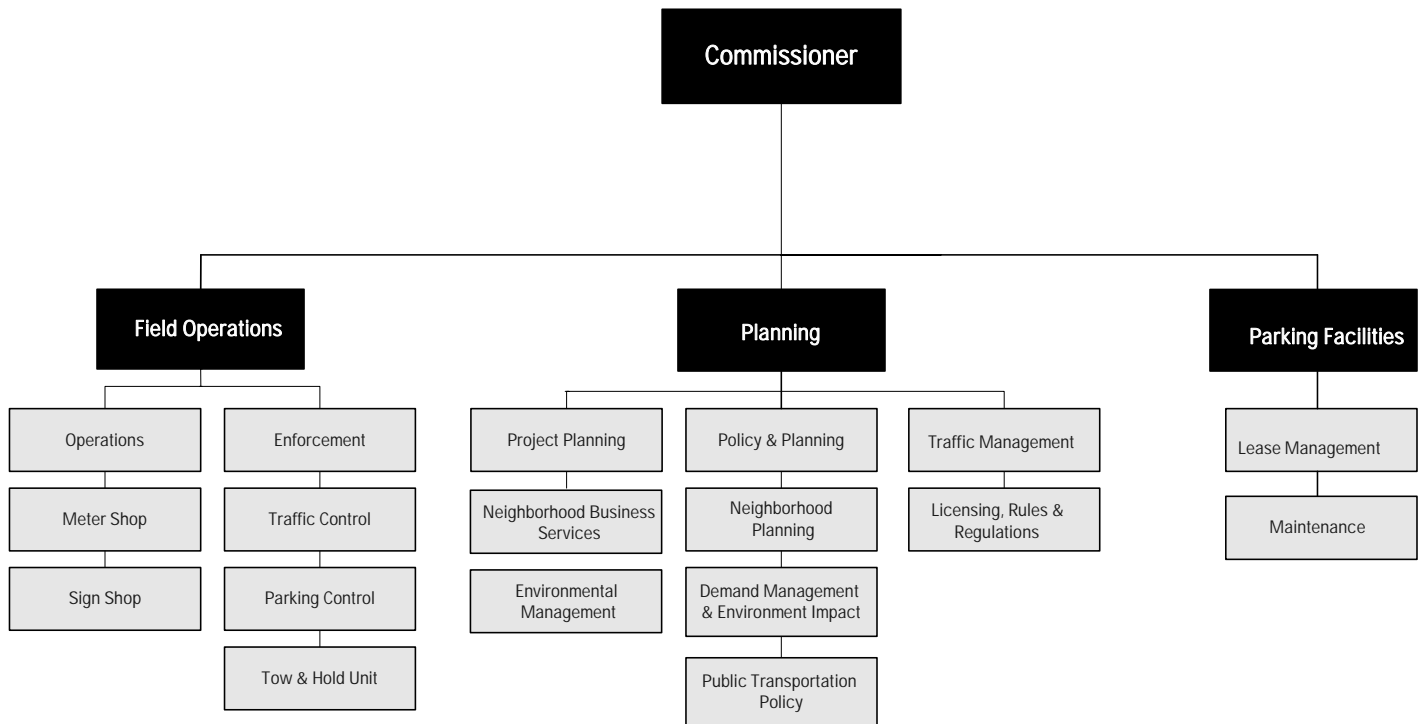 Commissioner
Field Operations
Planning
Parking Facilities
Operations
Enforcement
Project Planning
Policy & Planning
Traffic Management
Lease Management
Meter Shop
Traffic Control
Neighborhood Business
Services
Neighborhood
Planning
Licensing, Rules &
Regulations
Maintenance
Sign Shop
Parking Control
Environmental
Management
Demand Management
& Environment Impact
Tow & Hold Unit
Public Transportation
Policy